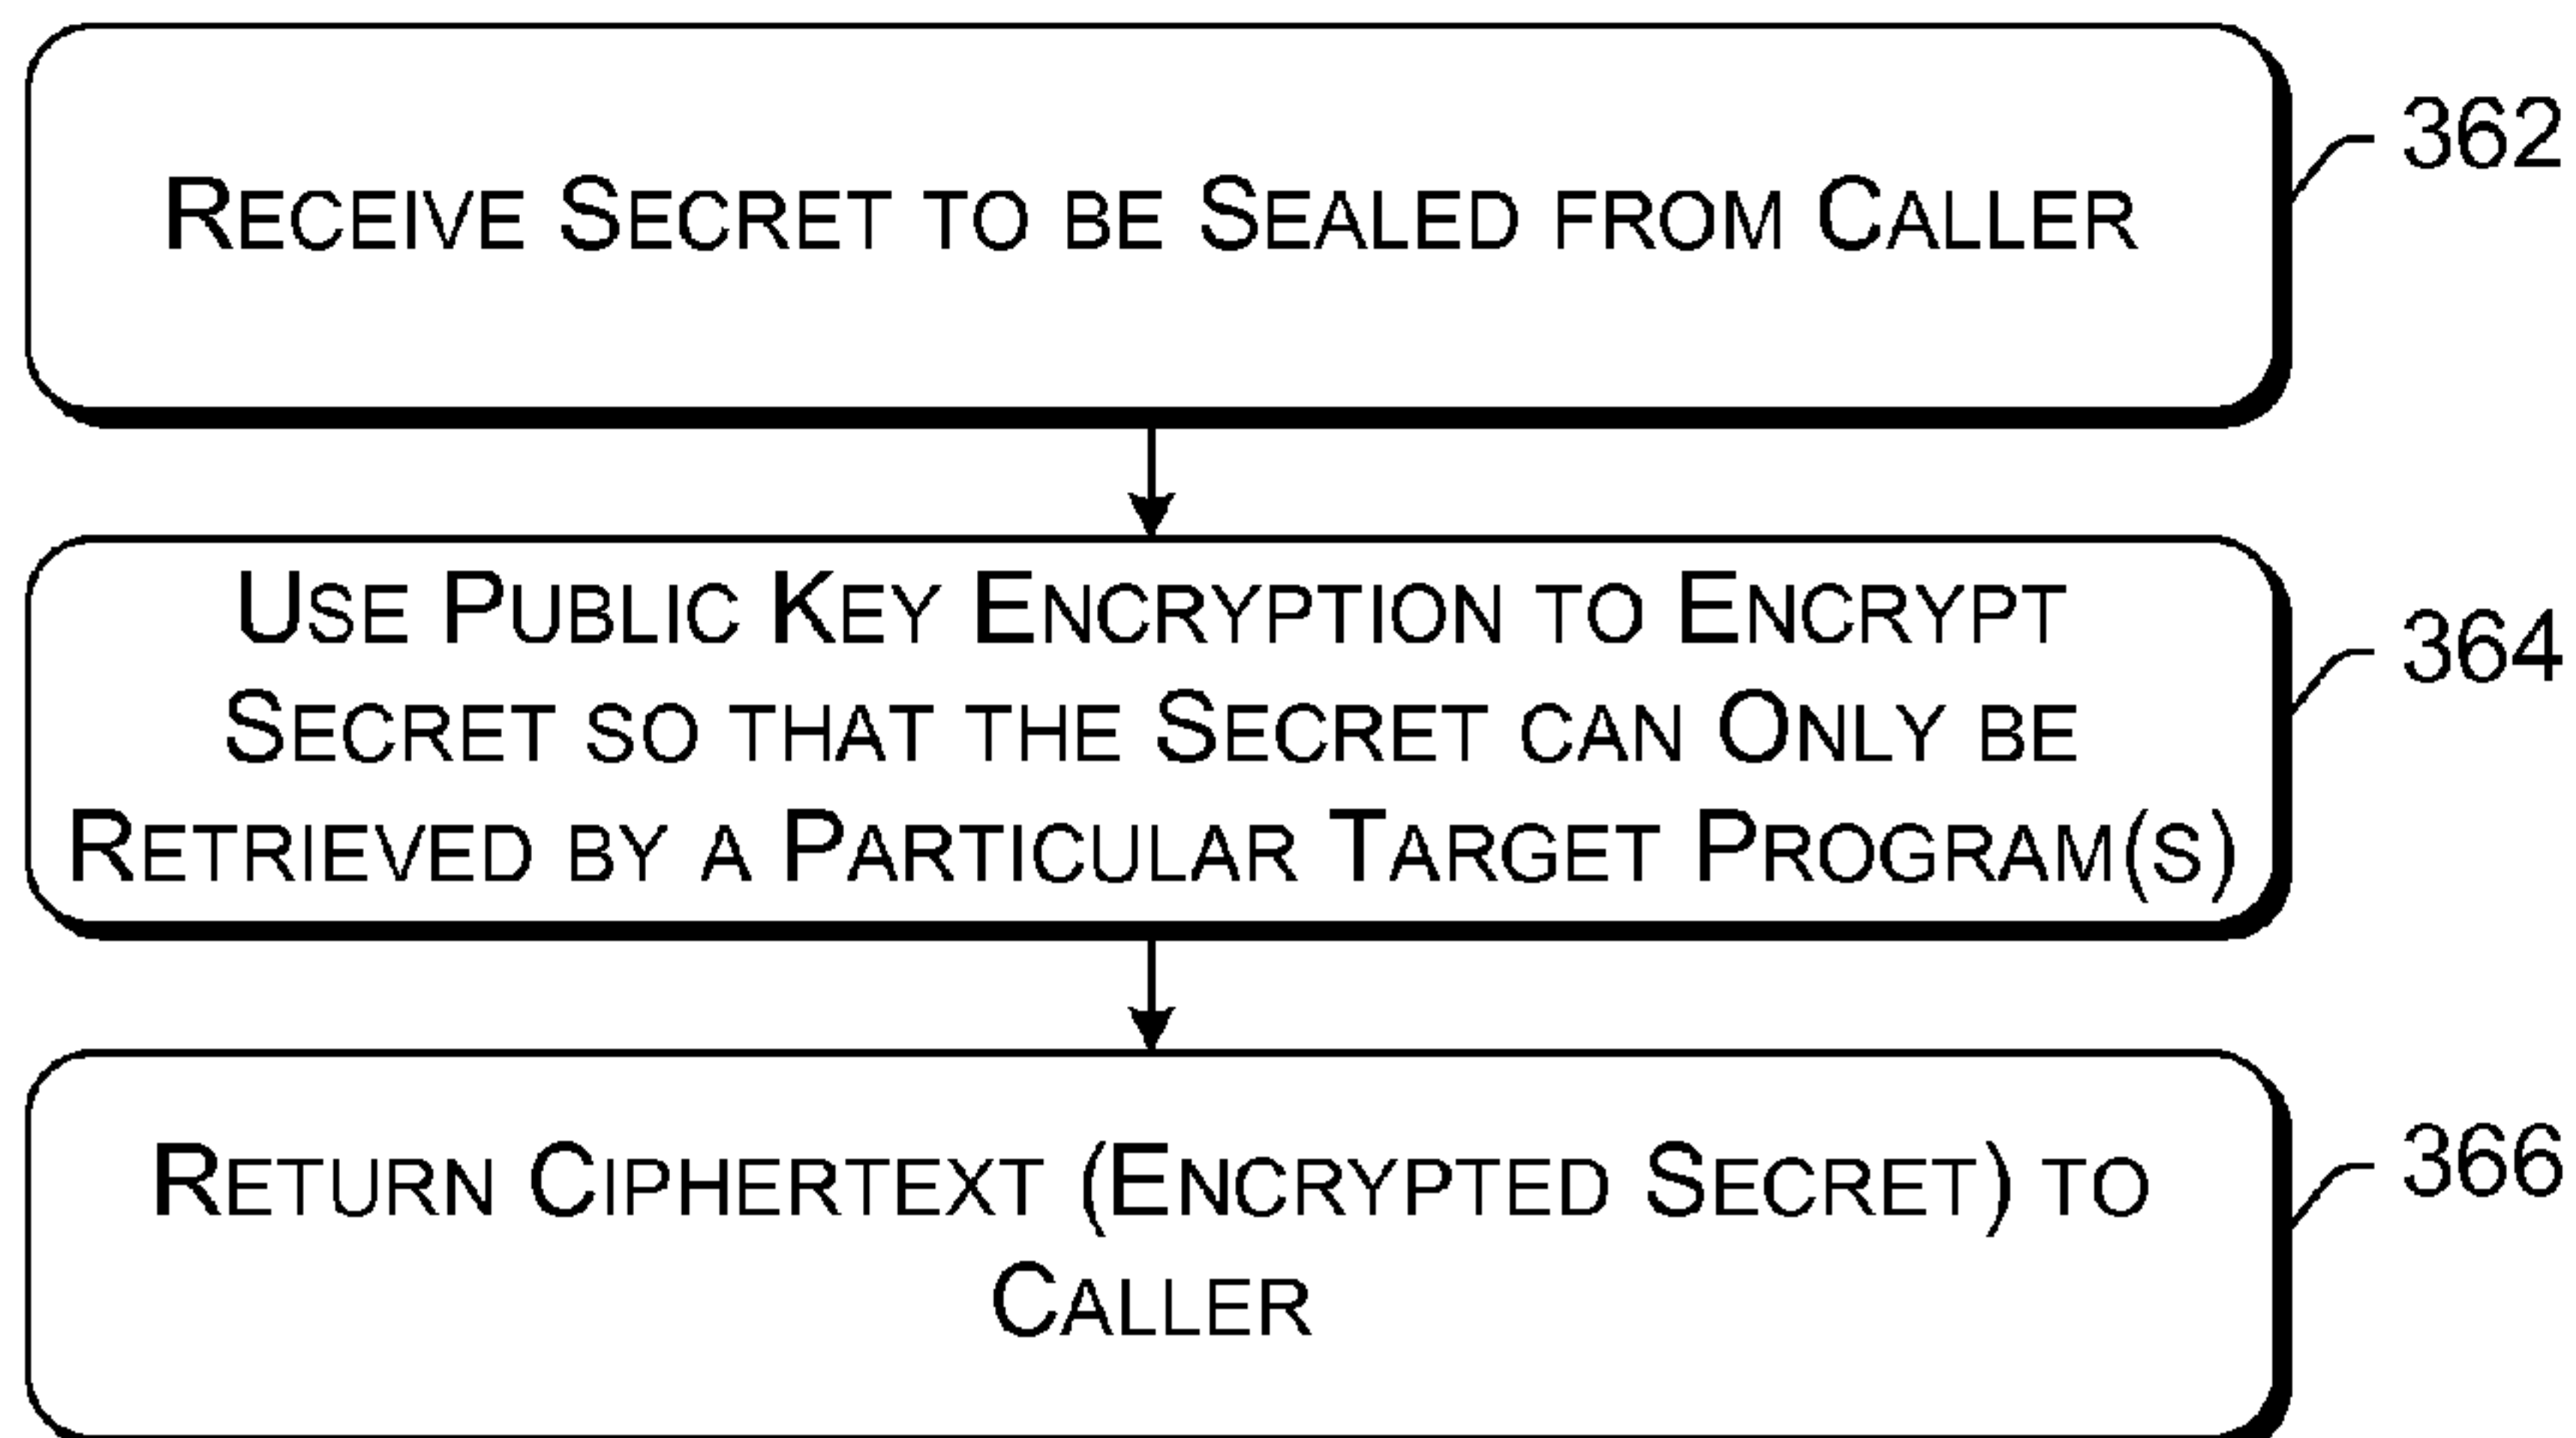 RECEIVE SECRET TO BE SEALED FROM CALLER
362
USE PUBLIC KEY ENCRYPTION TO ENCRYPT
SECRET SO THAT THE SECRET CAN ONLY BE
RETRIEVED BY A PARTICULAR TARGET PROGRAM(S)
364
RETURN CIPHERTEXT (ENCRYPTED SECRET) TO
CALLER
366